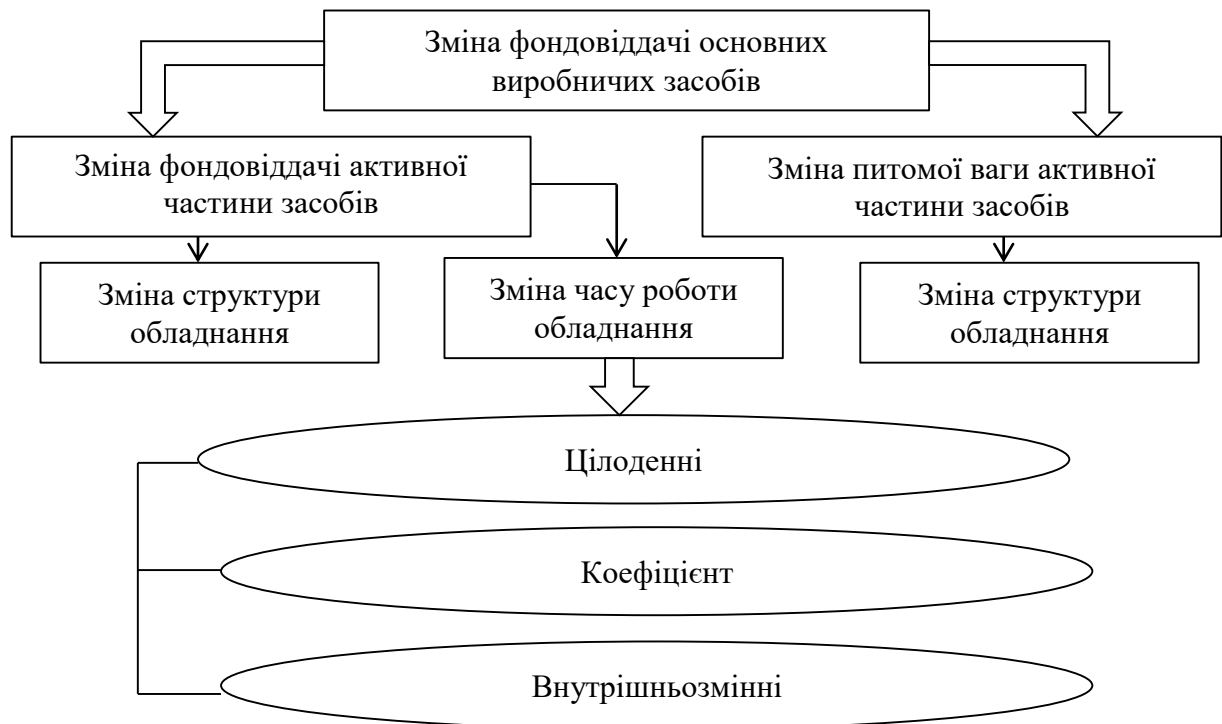 Зміна фондовіддачі основних
виробничих засобів
Зміна фондовіддачі активної
частини засобів
Зміна питомої ваги активної
частини засобів
Зміна структури
обладнання
Зміна часу роботи
обладнання
Зміна структури
обладнання
Цілоденні
Коефіцієнт
Внутрішньозмінні